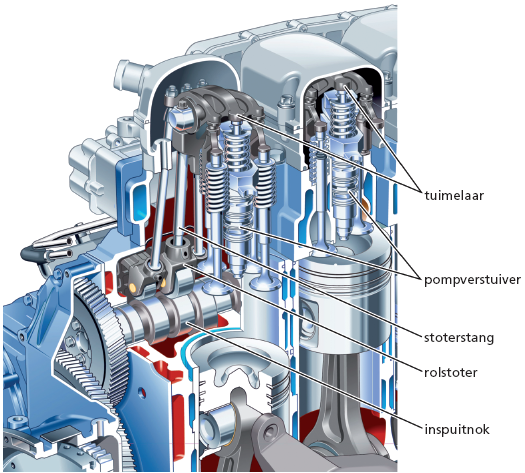 tuimelaar
pompverstuiver
stoterstang
rolstoter
inspuitnok